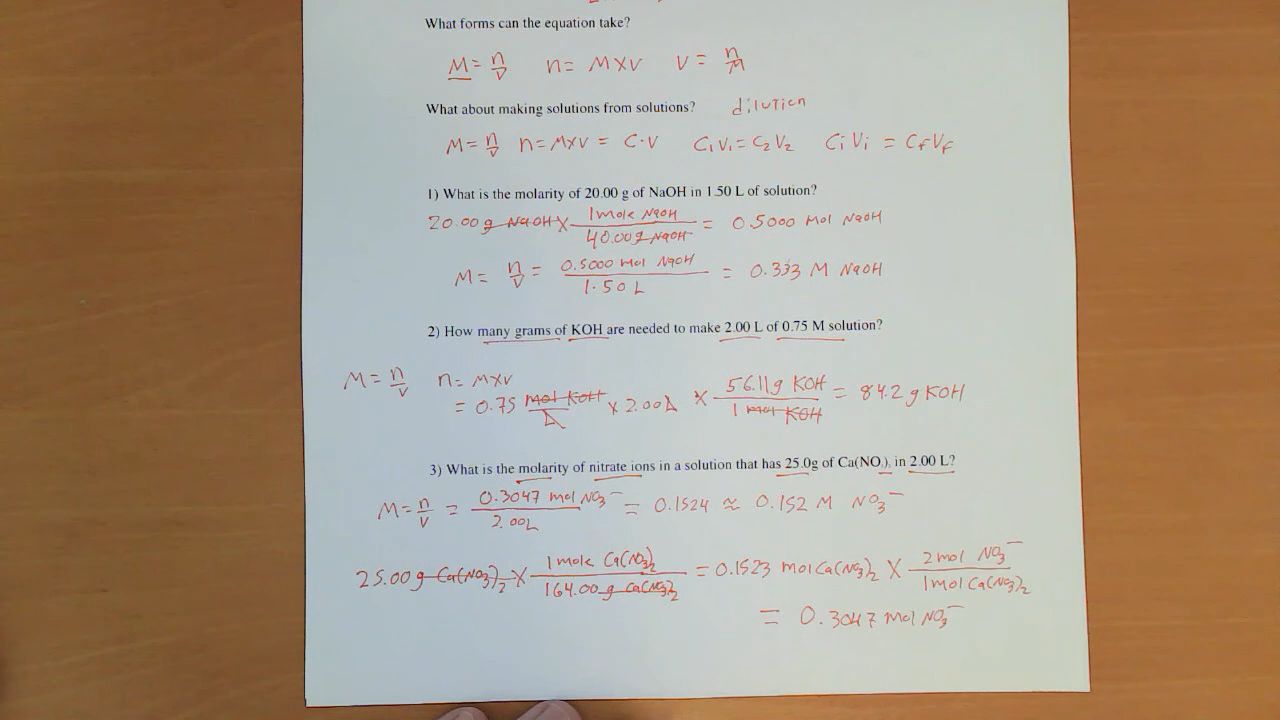 What forms can the equation take?
M = n/V   n = M×V   V = n/M
What about making solutions from solutions?   dilution
M = n/V   n = M×V = C·V   C₁V₁ = C₂V₂   CᵢVᵢ = CfVf
1) What is the molarity of 20.00 g of NaOH in 1.50 L of solution?
20.00 g NaOH × 1 mole NaOH / 40.00 g NaOH = 0.5000 mol NaOH
M = n/V = 0.5000 mol NaOH / 1.50 L = 0.333 M NaOH
2) How many grams of KOH are needed to make 2.00 L of 0.75 M solution?
M = n/V   n = M×V
= 0.75 mol KOH / L × 2.00 L × 56.11 g KOH / 1 mol KOH = 84.2 g KOH
3) What is the molarity of nitrate ions in a solution that has 25.0g of Ca(NO₃)₂ in 2.00 L?
M = n/V = 0.3047 mol NO₃⁻ / 2.00 L = 0.1524 ≈ 0.152 M NO₃⁻
25.00 g Ca(NO₃)₂ × 1 mole Ca(NO₃)₂ / 164.00 g Ca(NO₃)₂ = 0.1523 mol Ca(NO₃)₂ × 2 mol NO₃⁻ / 1 mol Ca(NO₃)₂
= 0.3047 mol NO₃⁻